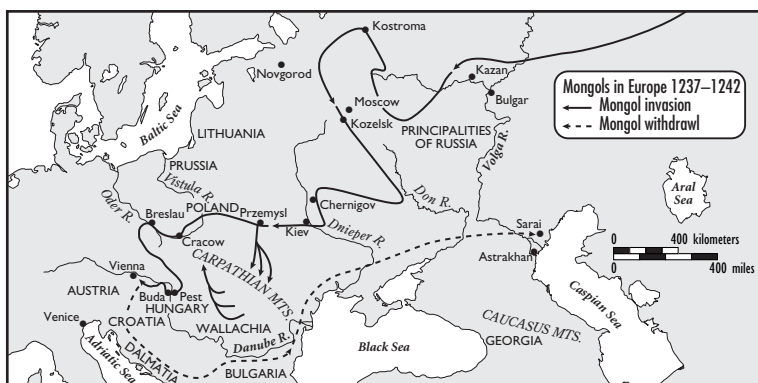 Kostroma
Novgorod
Kazan
Bulgar
Mongols in Europe 1237–1242
Mongol invasion
Mongol withdrawl
Moscow
Kozelsk
Baltic Sea
LITHUANIA
PRINCIPALITIES
OF RUSSIA
Volga R.
PRUSSIA
Vistula R.
Aral
Sea
Oder R.
Breslau
POLAND
Przemysl
Chernigov
Don R.
Kiev
Dnieper R.
Sarai
0 400 kilometers
0 400 miles
Cracow
CARPATHIAN MTS.
Astrakhan
Vienna
AUSTRIA
Buda
Pest
HUNGARY
Caspian Sea
Venice
CROATIA
WALLACHIA
CAUCASUS MTS.
GEORGIA
Danube R.
Black Sea
Adriatic Sea
DALMATIA
BULGARIA